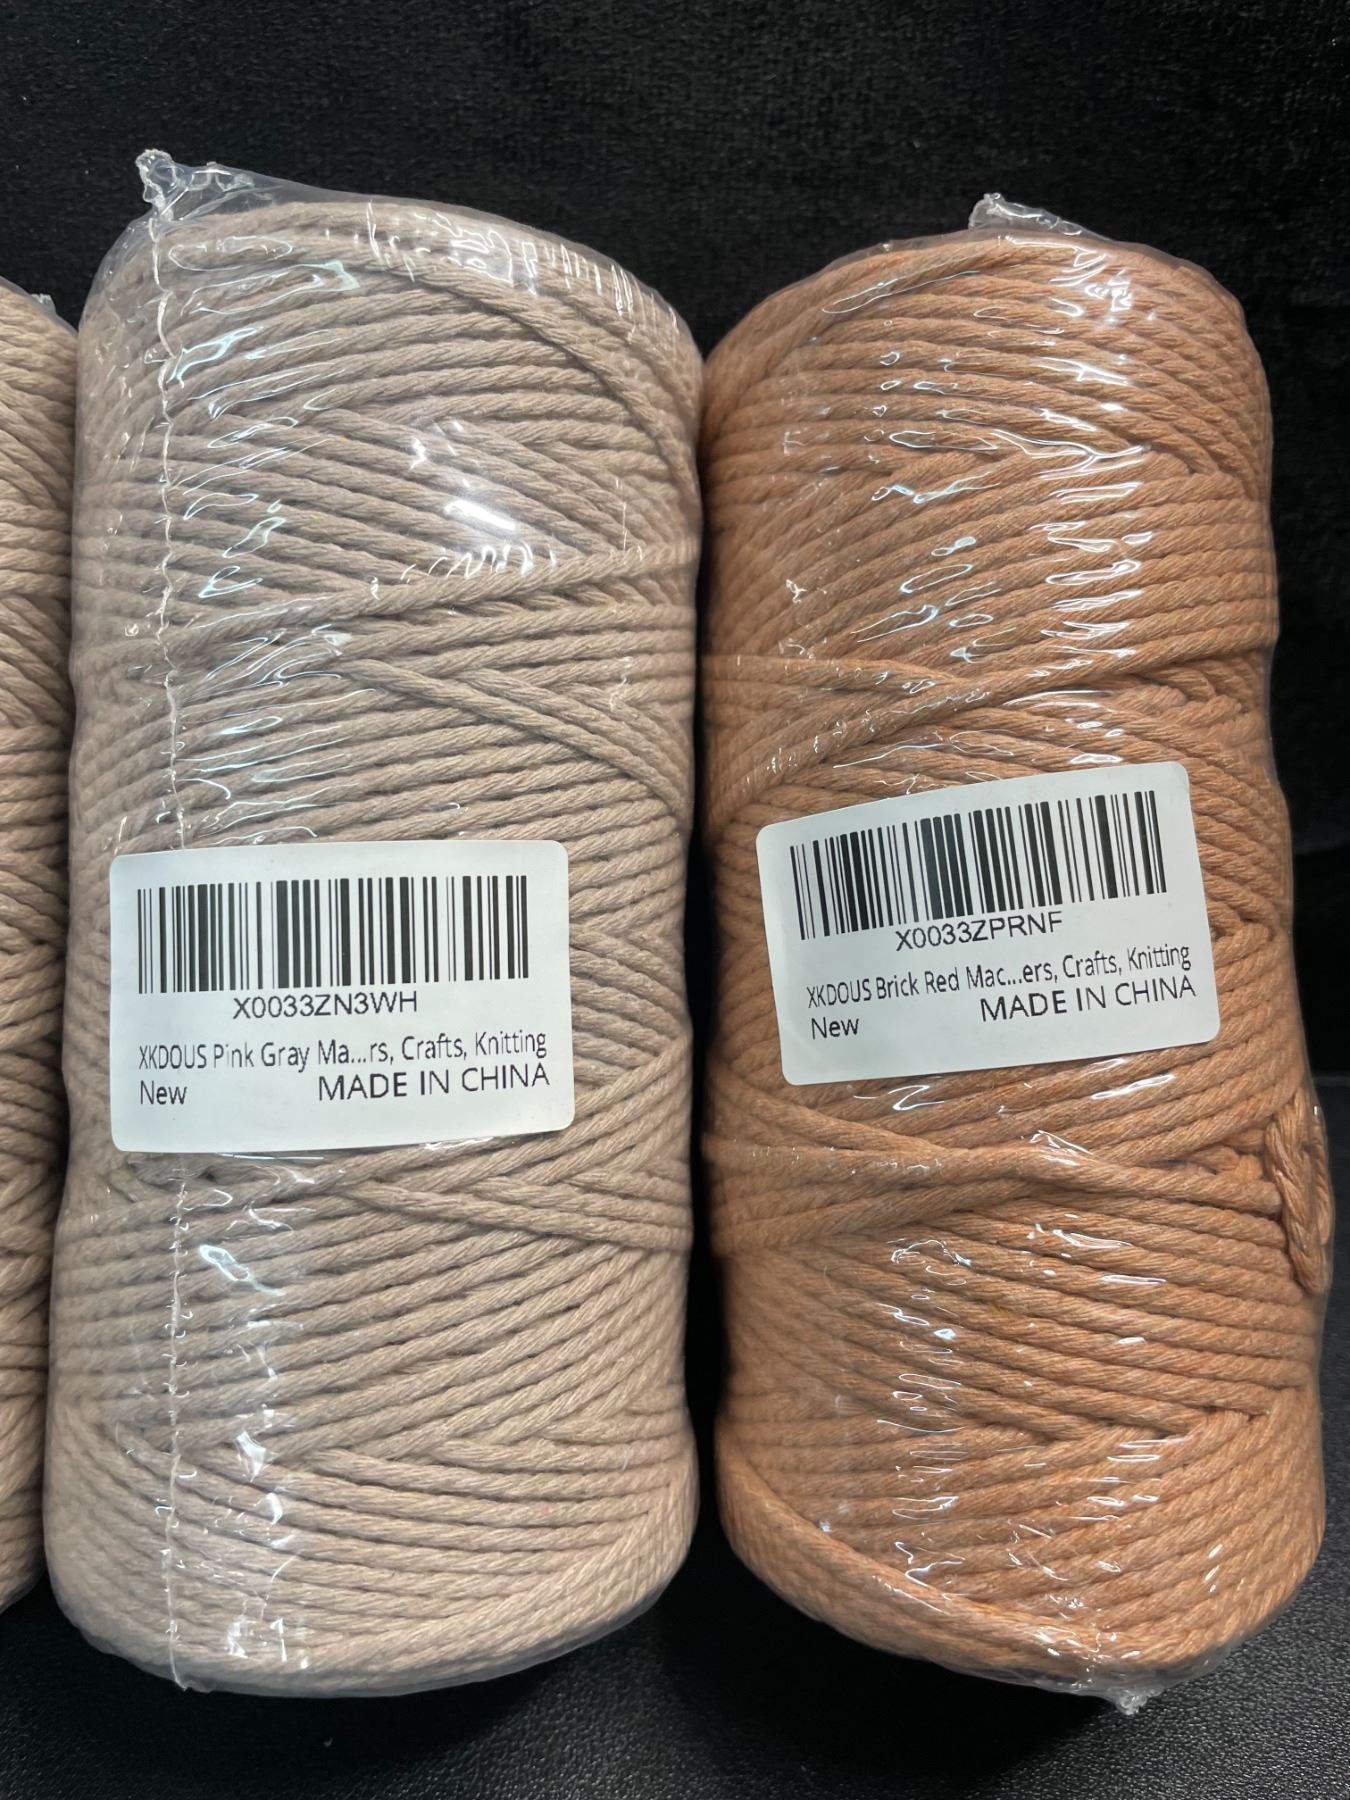 X0033ZN3WH
XKDOUS Pink Gray Ma...rs, Crafts, Knitting
New MADE IN CHINA
X0033ZPRNF
XKDOUS Brick Red Mac...ers, Crafts, Knitting
New MADE IN CHINA